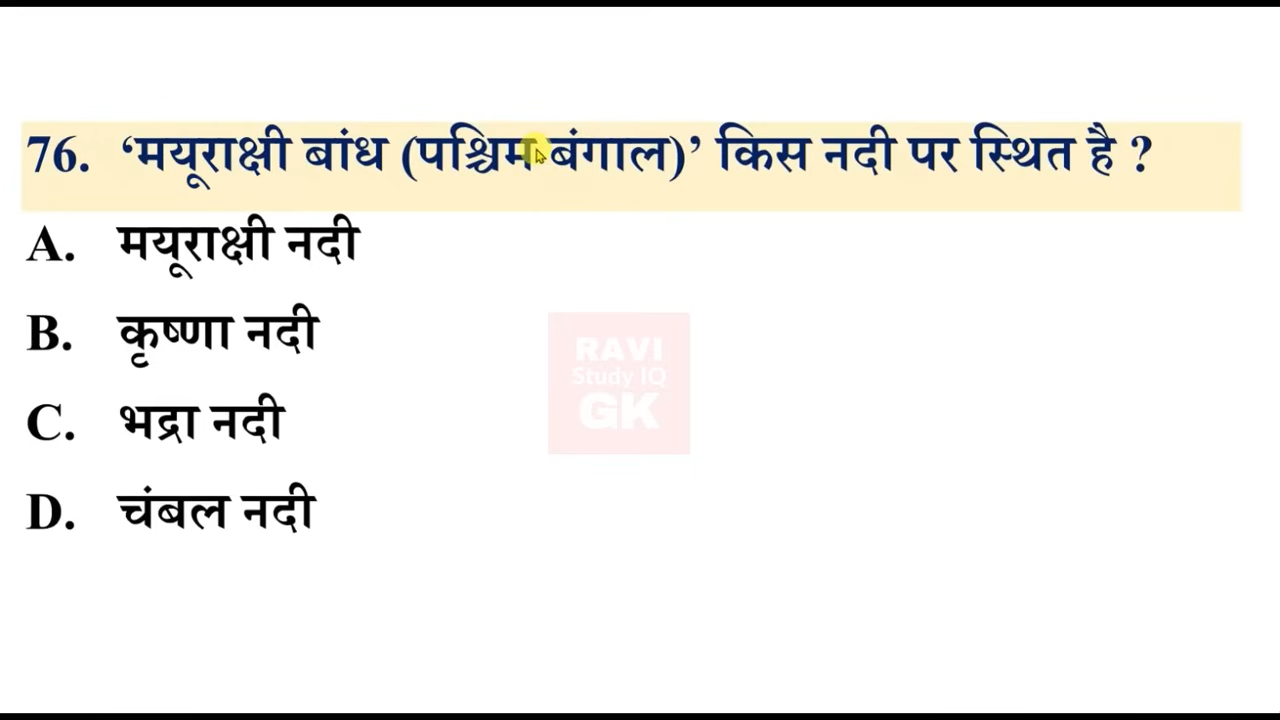 76. ‘मयूराक्षी बांध (पश्चिम बंगाल)’ किस नदी पर स्थित है ?
A. मयूराक्षी नदी
B. कृष्णा नदी
C. भद्रा नदी
D. चंबल नदी
RAVI
Study IQ
GK